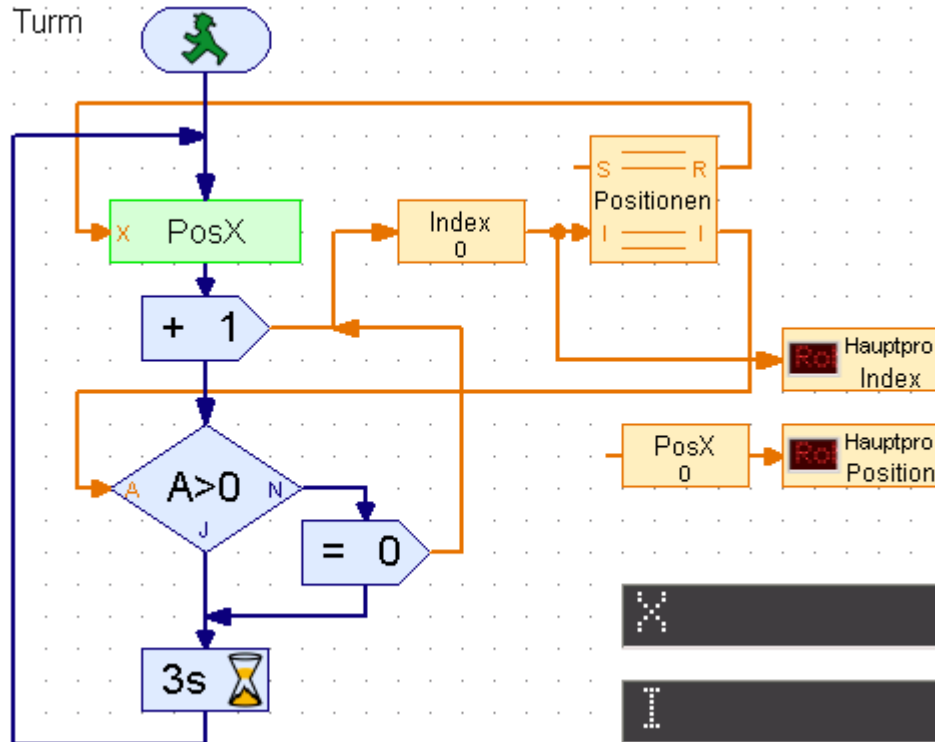 Turm
S R
Positionen
I I
X PosX
Index
0
+ 1
Hauptpro
Index
A A>0 N
J
PosX
0
Hauptpro
Position
= 0
X
3s
I